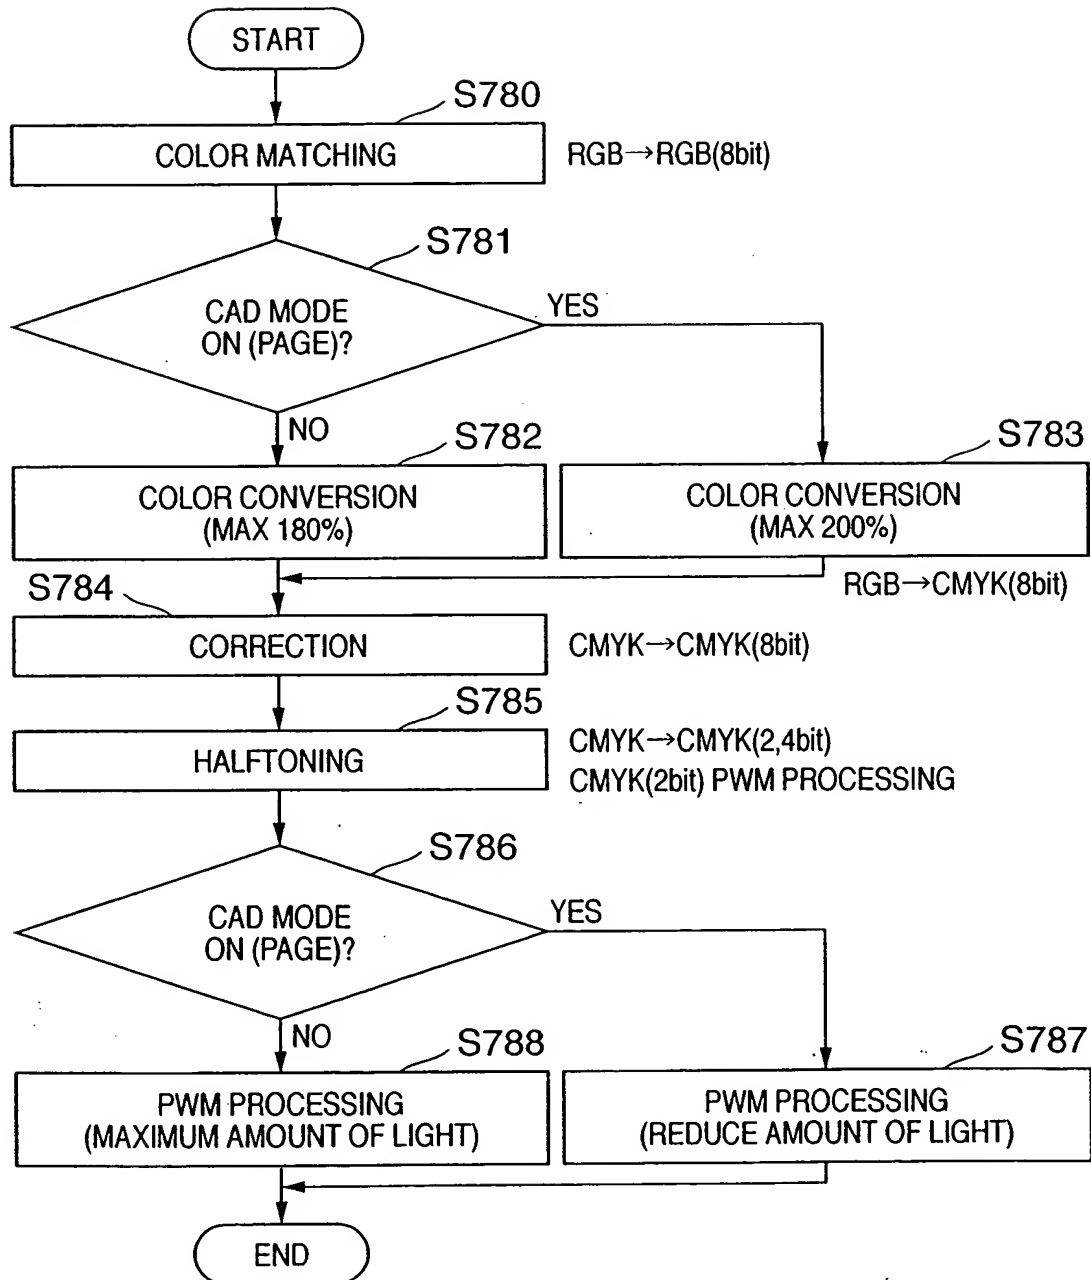 START
S780
COLOR MATCHING
RGB→RGB(8bit)
S781
CAD MODE
ON (PAGE)?
YES
NO
S782
S783
COLOR CONVERSION
(MAX 180%)
COLOR CONVERSION
(MAX 200%)
RGB→CMYK(8bit)
S784
CORRECTION
CMYK→CMYK(8bit)
S785
HALFTONING
CMYK→CMYK(2,4bit)
CMYK(2bit) PWM PROCESSING
S786
CAD MODE
ON (PAGE)?
YES
NO
S788
S787
PWM PROCESSING
(MAXIMUM AMOUNT OF LIGHT)
PWM PROCESSING
(REDUCE AMOUNT OF LIGHT)
END